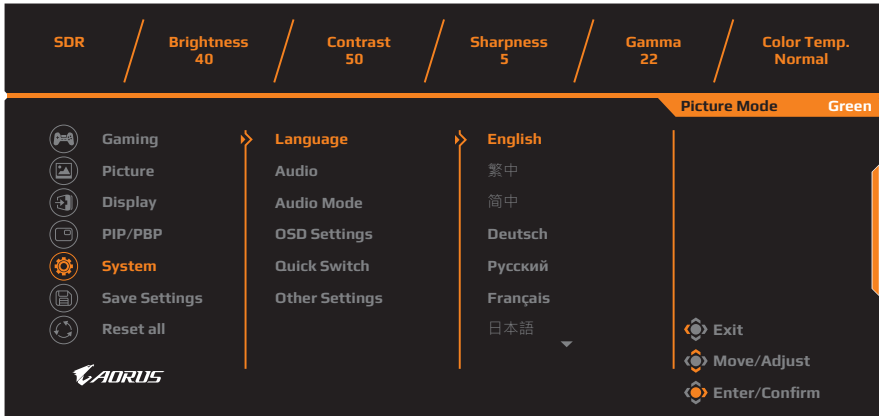 SDR
Brightness
40
Contrast
50
Sharpness
5
Gamma
22
Color Temp.
Normal
Picture Mode Green
Gaming
Picture
Display
PIP/PBP
System
Save Settings
Reset all
Language
Audio
Audio Mode
OSD Settings
Quick Switch
Other Settings
English
繁中
简中
Deutsch
Русский
Français
日本語
Exit
Move/Adjust
Enter/Confirm
AORUS